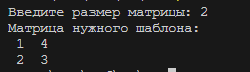 Введите размер матрицы: 2
Матрица нужного шаблона:
1 4
2 3